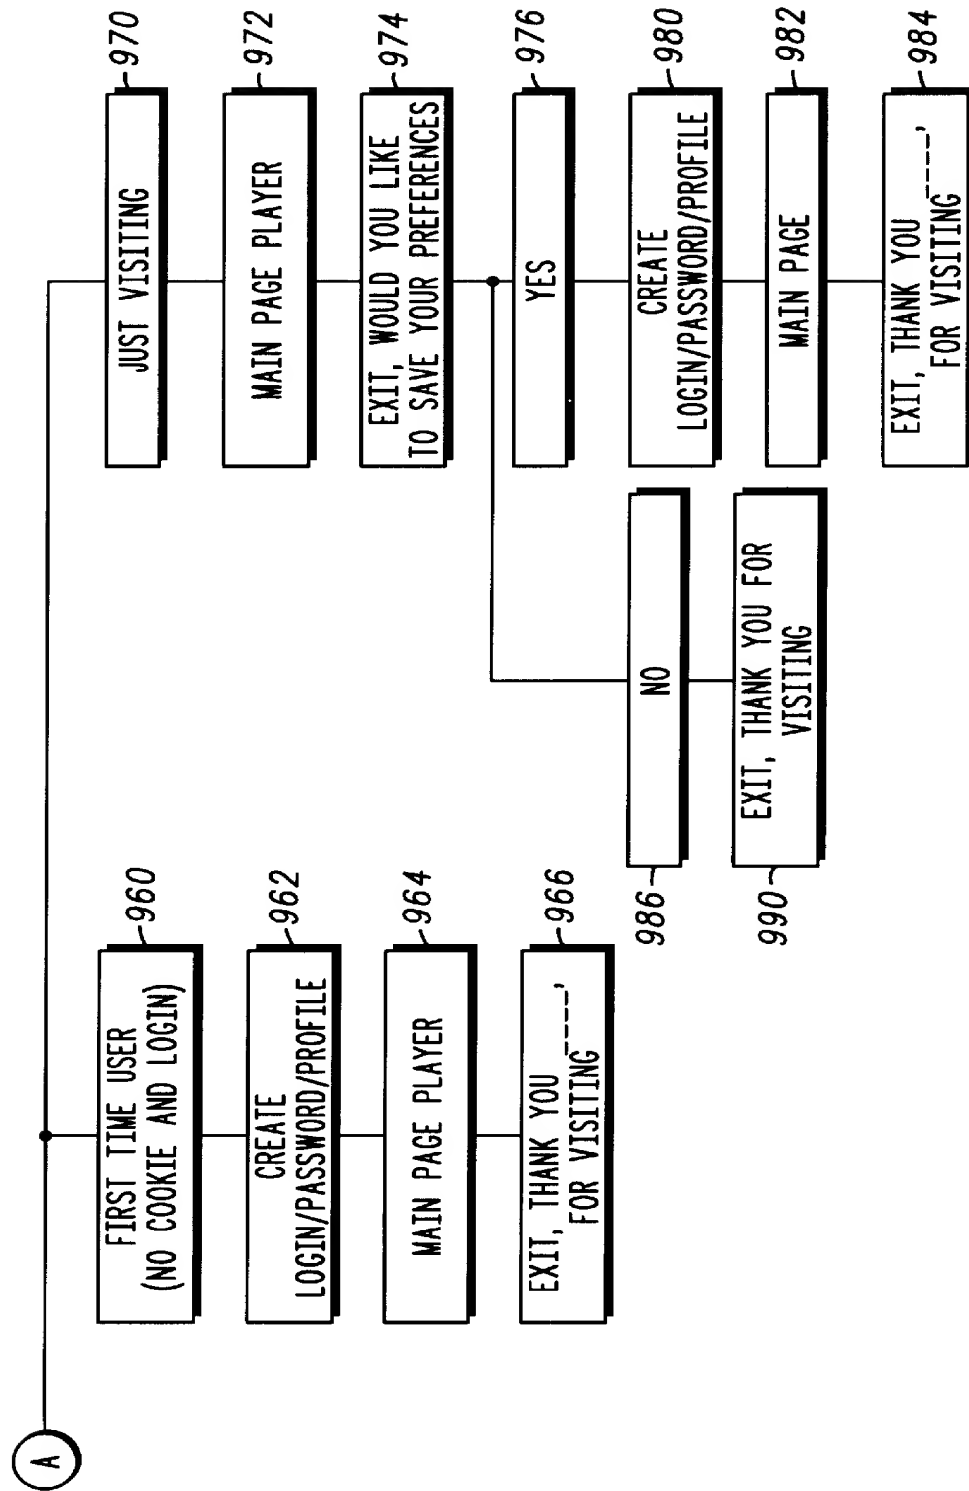 A
FIRST TIME USER
(NO COOKIE AND LOGIN)
960
CREATE
LOGIN/PASSWORD/PROFILE
962
MAIN PAGE PLAYER
964
EXIT, THANK YOU ____,
FOR VISITING
966
JUST VISITING
970
MAIN PAGE PLAYER
972
EXIT, WOULD YOU LIKE
TO SAVE YOUR PREFERENCES
974
YES
976
CREATE
LOGIN/PASSWORD/PROFILE
980
MAIN PAGE
982
EXIT, THANK YOU ____,
FOR VISITING
984
NO
986
EXIT, THANK YOU FOR
VISITING
990